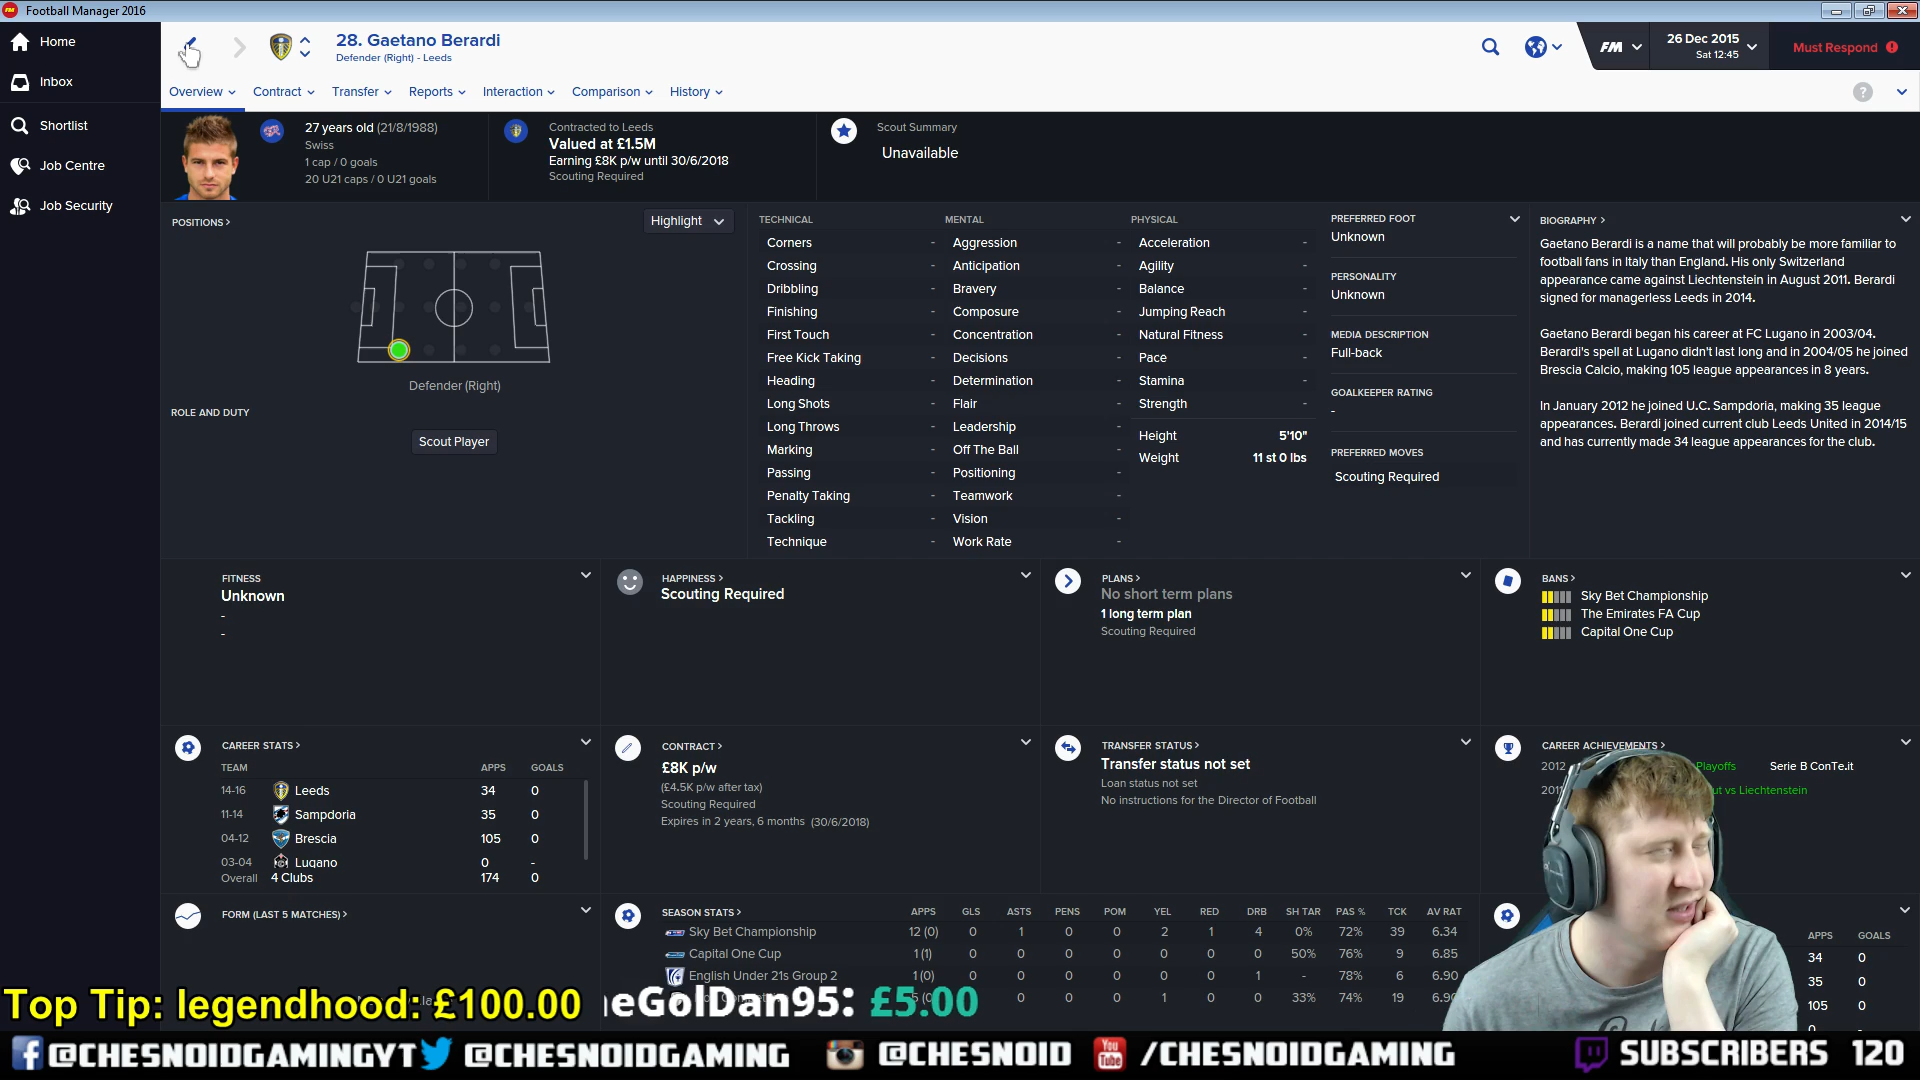 Football Manager 2016
Home
Inbox
Shortlist
Job Centre
Job Security
28. Gaetano Berardi
Defender (Right) - Leeds
FM
26 Dec 2015
Sat 12:45
Must Respond
Overview
Contract
Transfer
Reports
Interaction
Comparison
History
27 years old (21/8/1988)
Swiss
1 cap / 0 goals
20 U21 caps / 0 U21 goals
Contracted to Leeds
Valued at £1.5M
Earning £8K p/w until 30/6/2018
Scouting Required
Scout Summary
Unavailable
POSITIONS >
Highlight
Defender (Right)
ROLE AND DUTY
Scout Player
TECHNICAL MENTAL PHYSICAL
Corners - Aggression - Acceleration -
Crossing - Anticipation - Agility -
Dribbling - Bravery - Balance -
Finishing - Composure - Jumping Reach -
First Touch - Concentration - Natural Fitness -
Free Kick Taking - Decisions - Pace -
Heading - Determination - Stamina -
Long Shots - Flair - Strength -
Long Throws - Leadership -
Marking - Off The Ball -
Passing - Positioning -
Penalty Taking - Teamwork -
Tackling - Vision -
Technique - Work Rate -
Height 5'10"
Weight 11 st 0 lbs
PREFERRED FOOT
Unknown
PERSONALITY
Unknown
MEDIA DESCRIPTION
Full-back
GOALKEEPER RATING
-
PREFERRED MOVES
Scouting Required
BIOGRAPHY >
Gaetano Berardi is a name that will probably be more familiar to
football fans in Italy than England. His only Switzerland
appearance came against Liechtenstein in August 2011. Berardi
signed for managerless Leeds in 2014.
Gaetano Berardi began his career at FC Lugano in 2003/04.
Berardi's spell at Lugano didn't last long and in 2004/05 he joined
Brescia Calcio, making 105 league appearances in 8 years.
In January 2012 he joined U.C. Sampdoria, making 35 league
appearances. Berardi joined current club Leeds United in 2014/15
and has currently made 34 league appearances for the club.
FITNESS
Unknown
-
-
HAPPINESS >
Scouting Required
PLANS >
No short term plans
1 long term plan
Scouting Required
BANS >
Sky Bet Championship
The Emirates FA Cup
Capital One Cup
CAREER STATS >
TEAM APPS GOALS
14-16 Leeds 34 0
11-14 Sampdoria 35 0
04-12 Brescia 105 0
03-04 Lugano 0 -
Overall 4 Clubs 174 0
CONTRACT >
£8K p/w
(£4.5K p/w after tax)
Scouting Required
Expires in 2 years, 6 months (30/6/2018)
TRANSFER STATUS >
Transfer status not set
Loan status not set
No instructions for the Director of Football
CAREER ACHIEVEMENTS >
2012 Playoffs Serie B ConTe.it
2011 vs Liechtenstein
FORM (LAST 5 MATCHES) >
SEASON STATS > APPS GLS ASTS PENS POM YEL RED DRB SH TAR PAS % TCK AV RAT
Sky Bet Championship 12 (0) 0 1 0 0 2 1 4 0% 72% 39 6.34
Capital One Cup 1 (1) 0 0 0 0 0 0 0 50% 76% 9 6.85
English Under 21s Group 2 1 (0) 0 0 0 0 0 0 1 - 78% 6 6.90
0 0 0 0 1 0 0 33% 74% 19
APPS GOALS
34 0
35 0
105 0
0 -
Top Tip: legendhood: £100.00
eGolDan95: £5.00
@CHESNOIDGAMINGYT @CHESNOIDGAMING @CHESNOID You Tube /CHESNOIDGAMING SUBSCRIBERS 120